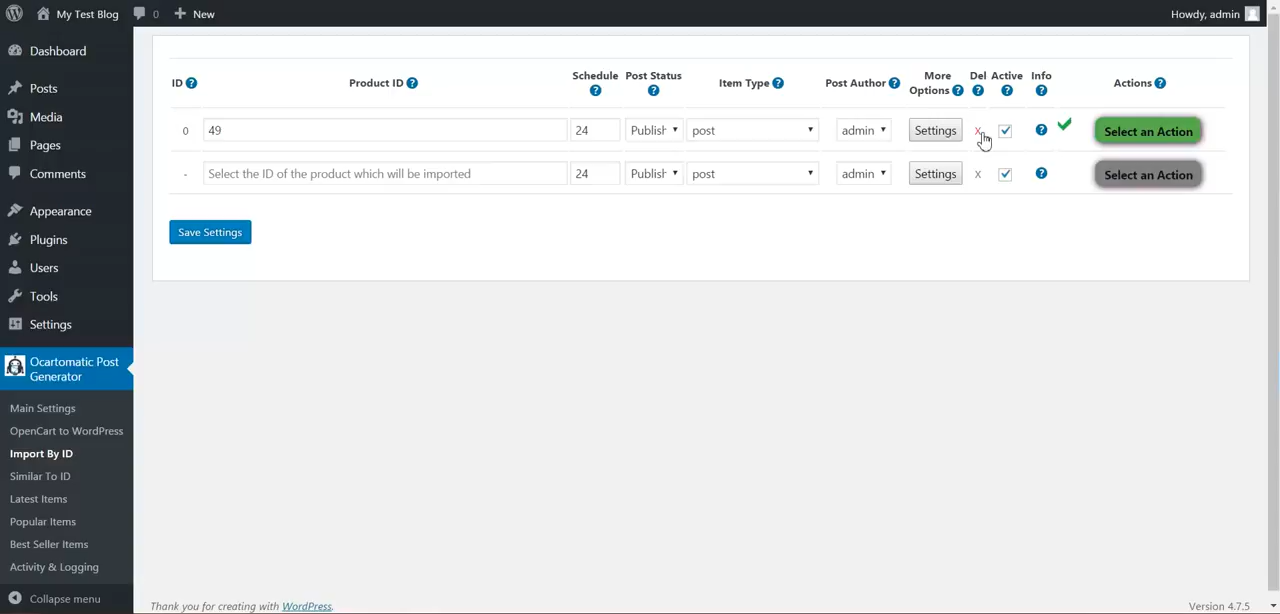 My Test Blog 0 New Howdy, admin
Dashboard
Posts
Media
Pages
Comments
Appearance
Plugins
Users
Tools
Settings
Ocartomatic Post
Generator
Main Settings
OpenCart to WordPress
Import By ID
Similar To ID
Latest Items
Popular Items
Best Seller Items
Activity & Logging
Collapse menu
ID ? Product ID ? Schedule ? Post Status ? Item Type ? Post Author ? More Options ? Del ? Active ? Info ? Actions ?
0 49 24 Publish post admin Settings X ? Select an Action
- Select the ID of the product which will be imported 24 Publish post admin Settings X ? Select an Action
Save Settings
Thank you for creating with WordPress. Version 4.7.5